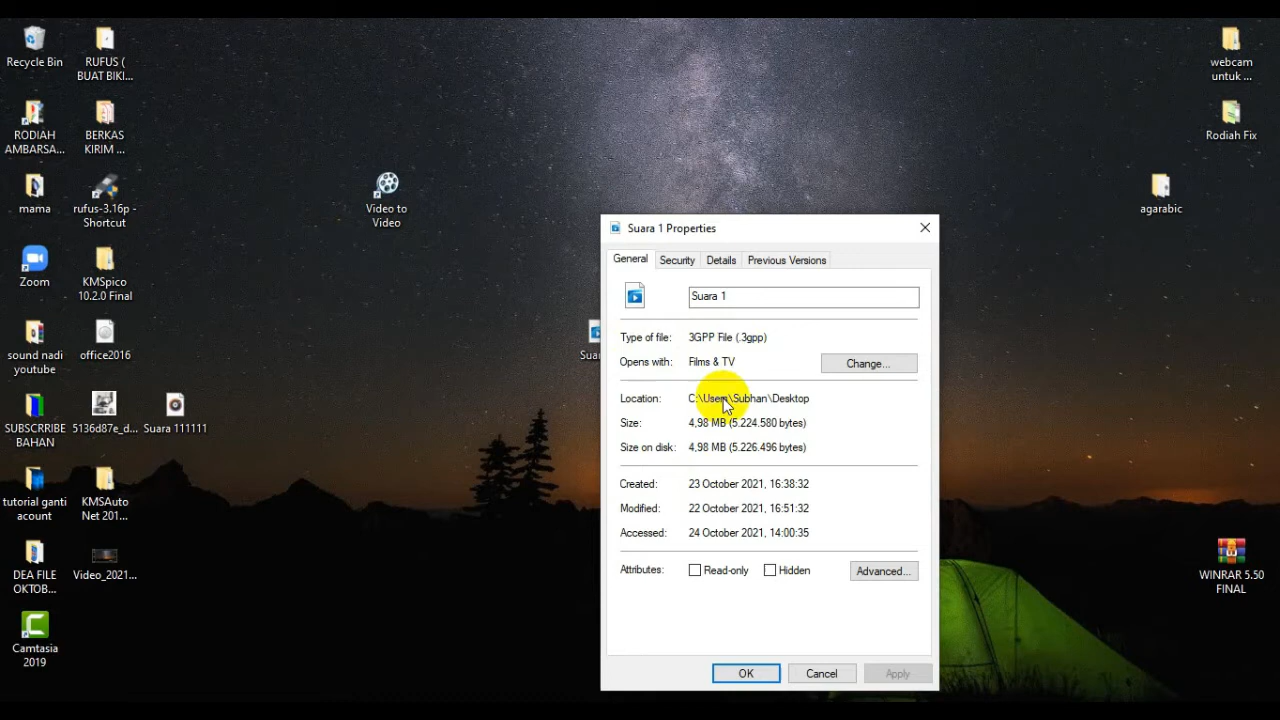 Recycle Bin
RUFUS (
BUAT BIKI...
RODIAH
AMBARSA...
BERKAS
KIRIM ...
mama
rufus-3.16p -
Shortcut
Zoom
KMSpico
10.2.0 Final
sound nadi
youtube
office2016
SUBSCRRIBE
BAHAN
5136d87e_d...
Suara 111111
tutorial ganti
acount
KMSAuto
Net 201...
DEA FILE
OKTOB...
Video_2021...
Camtasia
2019
Video to
Video
Sua
Suara 1 Properties
General
Security
Details
Previous Versions
Suara 1
Type of file: 3GPP File (.3gpp)
Opens with: Films & TV
Change...
Location: C:\Users\Subhan\Desktop
Size: 4,98 MB (5.224.580 bytes)
Size on disk: 4,98 MB (5.226.496 bytes)
Created: 23 October 2021, 16:38:32
Modified: 22 October 2021, 16:51:32
Accessed: 24 October 2021, 14:00:35
Attributes: Read-only Hidden
Advanced...
OK
Cancel
Apply
webcam
untuk ...
Rodiah Fix
agarabic
WINRAR 5.50
FINAL